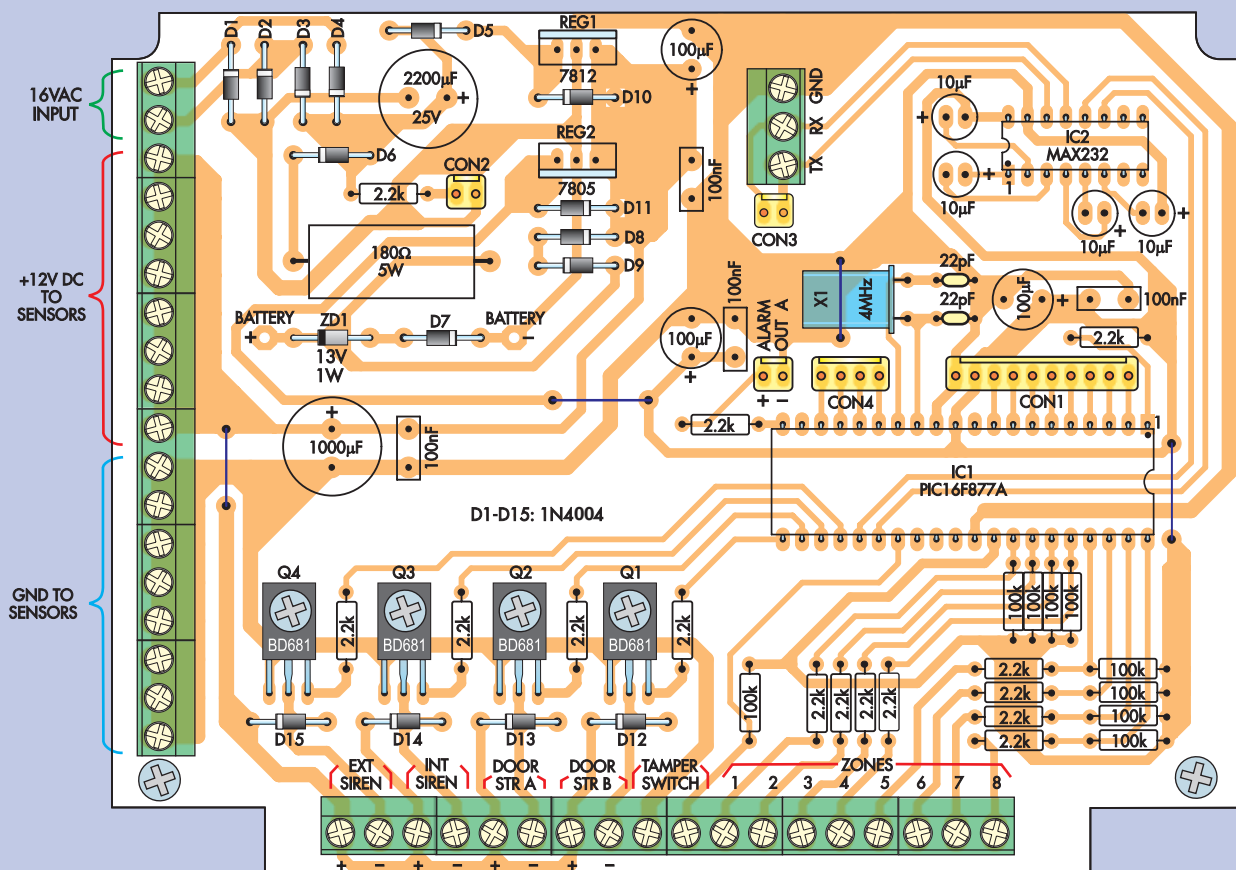 D1
D2
D3
D4
D5
REG1
7812
D10
100µF
+
2200µF
+
25V
16VAC
INPUT
D6
CON2
2.2k
REG2
7805
D11
D8
D9
100nF
GND
RX
TX
CON3
10µF
+
10µF
+
IC2
MAX232
1
10µF
+
10µF
+
+12V DC
TO
SENSORS
180Ω
5W
BATTERY
+
ZD1
13V
1W
D7
BATTERY
–
100nF
100µF
+
ALARM
OUT A
+ –
X1
4MHz
22pF
22pF
100µF
+
100nF
2.2k
CON4
CON1
+
1000µF
100nF
2.2k
1
IC1
PIC16F877A
D1-D15: 1N4004
GND TO
SENSORS
Q4
BD681
2.2k
Q3
BD681
2.2k
Q2
BD681
2.2k
Q1
BD681
2.2k
100k
100k
100k
100k
100k
2.2k
2.2k
2.2k
2.2k
2.2k
100k
2.2k
100k
2.2k
100k
2.2k
100k
D15
D14
D13
D12
EXT
SIREN
INT
SIREN
DOOR
STR A
DOOR
STR B
TAMPER
SWITCH
ZONES
1 2 3 4 5 6 7 8
+ – + – + – + –